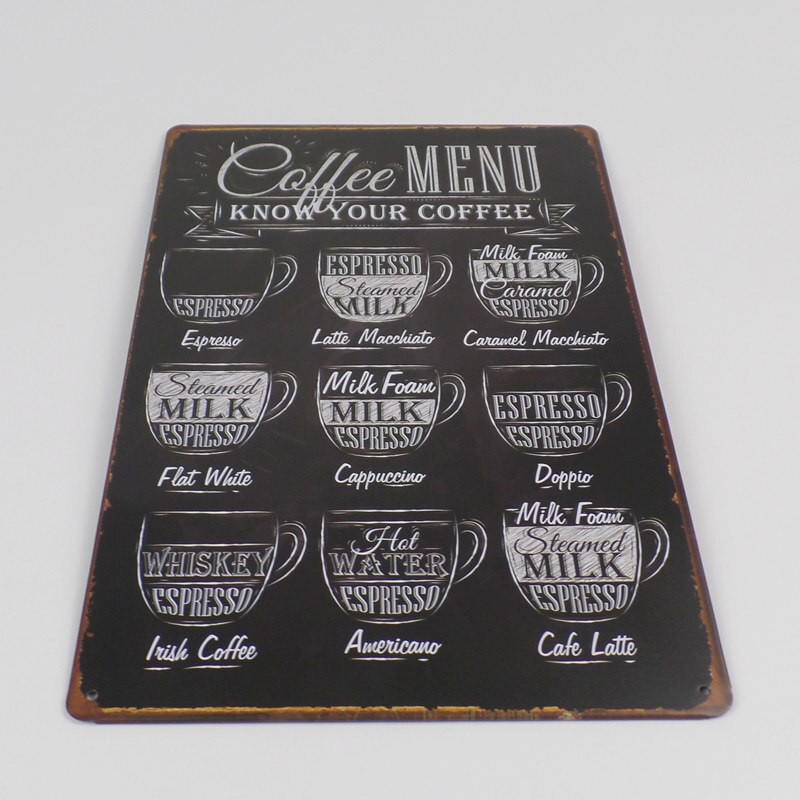 Coffee MENU
KNOW YOUR COFFEE
ESPRESSO
Espresso
ESPRESSO
Steamed
MILK
Latte Macchiato
Milk Foam
MILK
Caramel
ESPRESSO
Caramel Macchiato
Steamed
MILK
ESPRESSO
Flat White
Milk Foam
MILK
ESPRESSO
Cappuccino
ESPRESSO
ESPRESSO
Doppio
WHISKEY
ESPRESSO
Irish Coffee
Hot
WATER
ESPRESSO
Americano
Milk Foam
Steamed
MILK
ESPRESSO
Cafe Latte